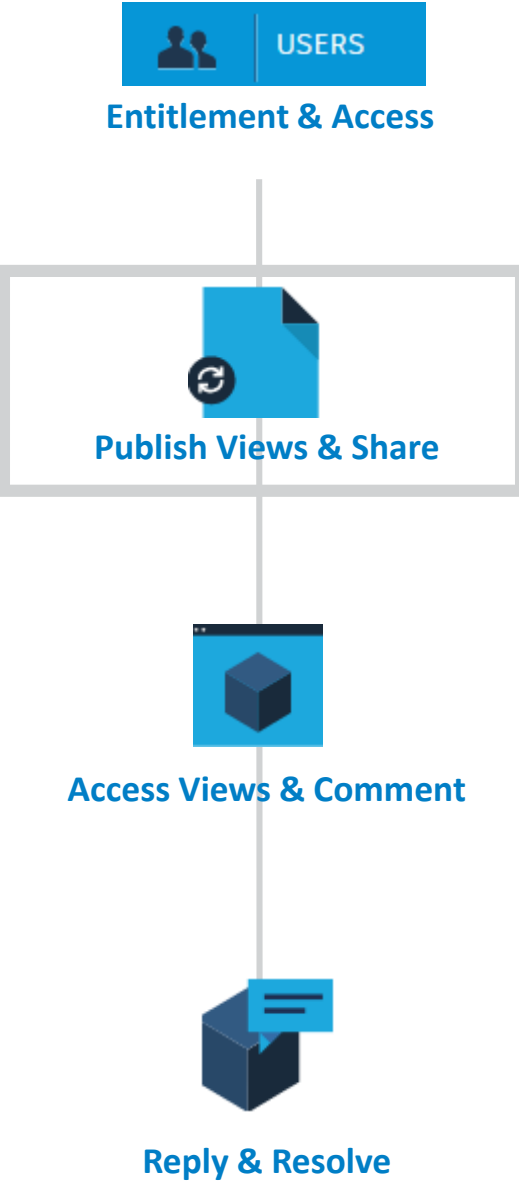 USERS
Entitlement & Access
Publish Views & Share
Access Views & Comment
Reply & Resolve